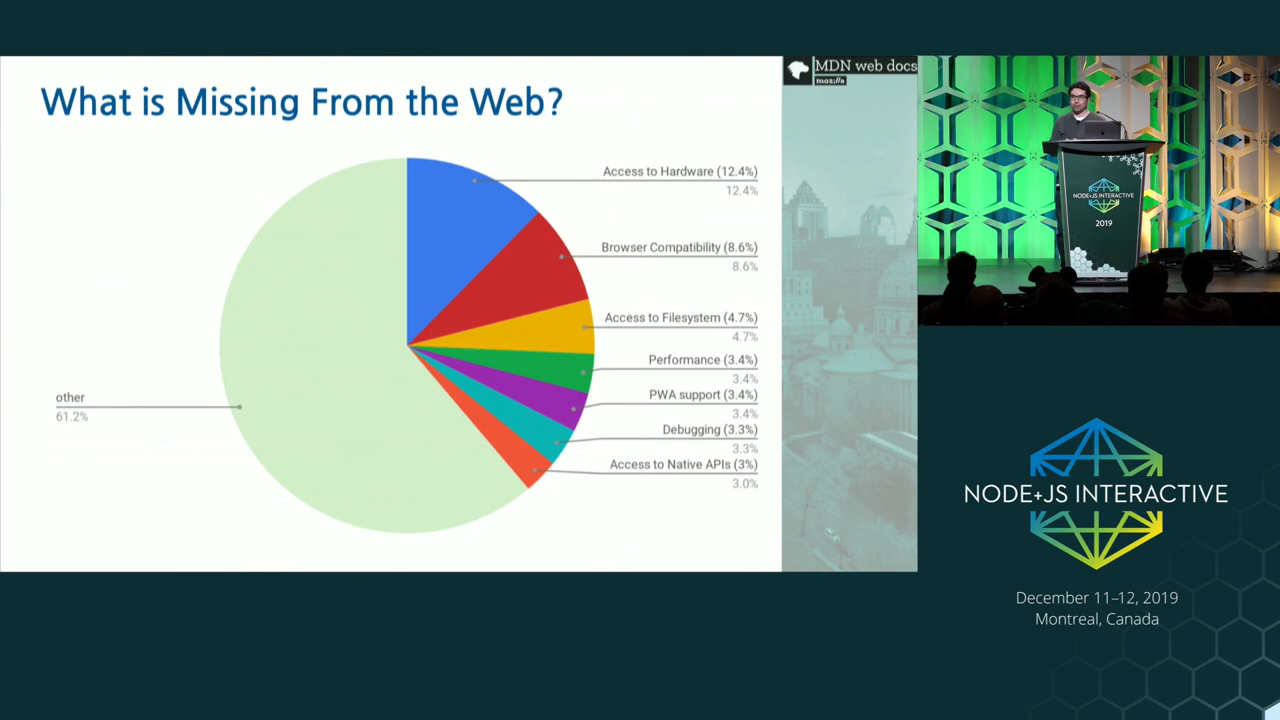 What is Missing From the Web?
MDN web docs
moz://a
Access to Hardware (12.4%)
12.4%
Browser Compatibility (8.6%)
8.6%
Access to Filesystem (4.7%)
4.7%
Performance (3.4%)
3.4%
PWA support (3.4%)
3.4%
Debugging (3.3%)
3.3%
Access to Native APIs (3%)
3.0%
other
61.2%
NODE+JS INTERACTIVE
2019
NODE+JS INTERACTIVE
December 11–12, 2019
Montreal, Canada